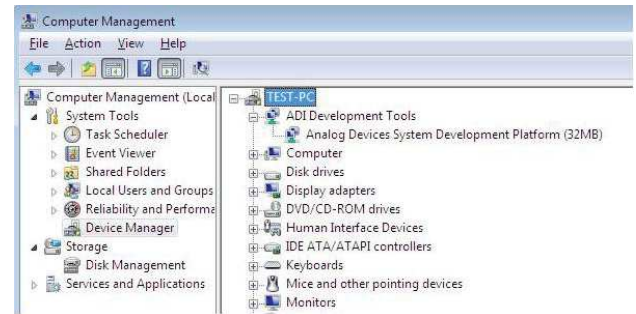 Computer Management
File Action View Help
Computer Management (Local
System Tools
Task Scheduler
Event Viewer
Shared Folders
Local Users and Groups
Reliability and Performa
Device Manager
Storage
Disk Management
Services and Applications
TEST-PC
ADI Development Tools
Analog Devices System Development Platform (32MB)
Computer
Disk drives
Display adapters
DVD/CD-ROM drives
Human Interface Devices
IDE ATA/ATAPI controllers
Keyboards
Mice and other pointing devices
Monitors